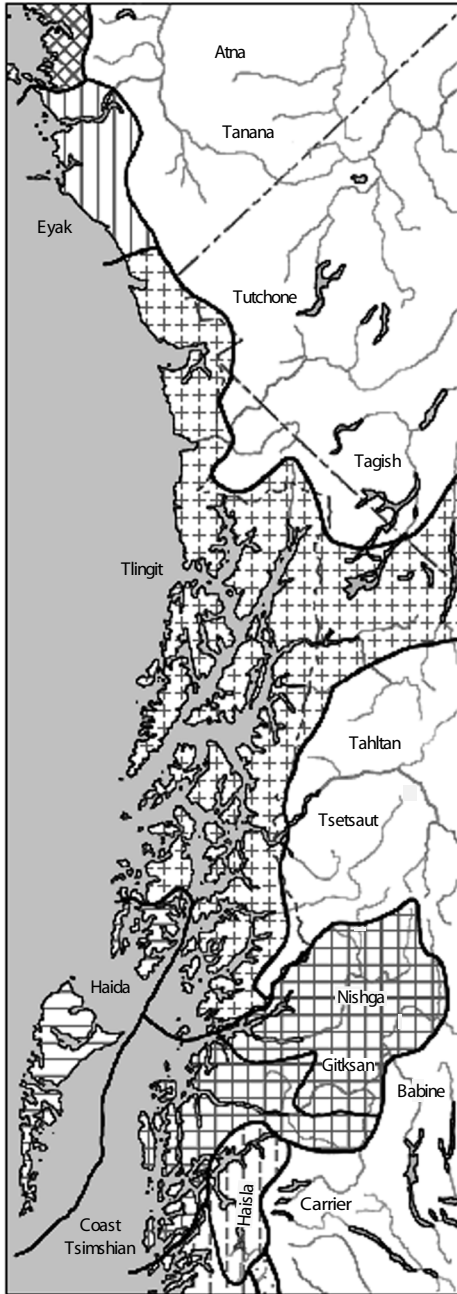 Atna
Tanana
Eyak
Tutchone
Tagish
Tlingit
Tahltan
Tsetsaut
Haida
Nishga
Gitksan
Babine
Haisla
Carrier
Coast
Tsimshian